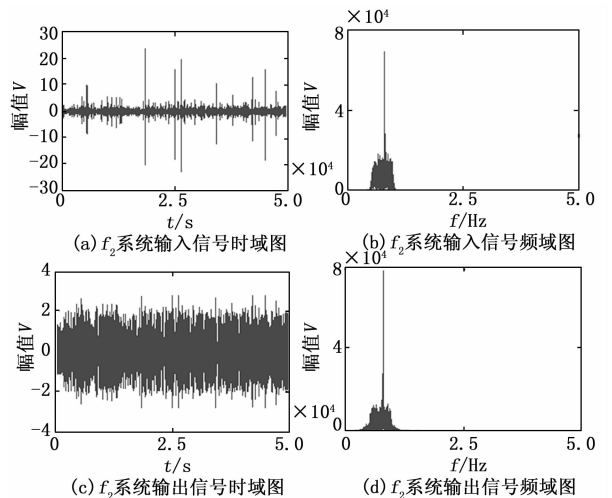 ×10⁴
30
20
10
0
-10
-20
-30
幅值V
0
2.5
5.0
×10⁴
t/s
(a) f₂系统输入信号时域图
8
4
0
幅值V
0
2.5
5.0
f/Hz
(b) f₂系统输入信号频域图
4
2
0
-2
-4
幅值V
0
2.5
5.0
×10⁴
t/s
(c) f₂系统输出信号时域图
8
4
0
幅值V
0
2.5
5.0
f/Hz
(d) f₂系统输出信号频域图